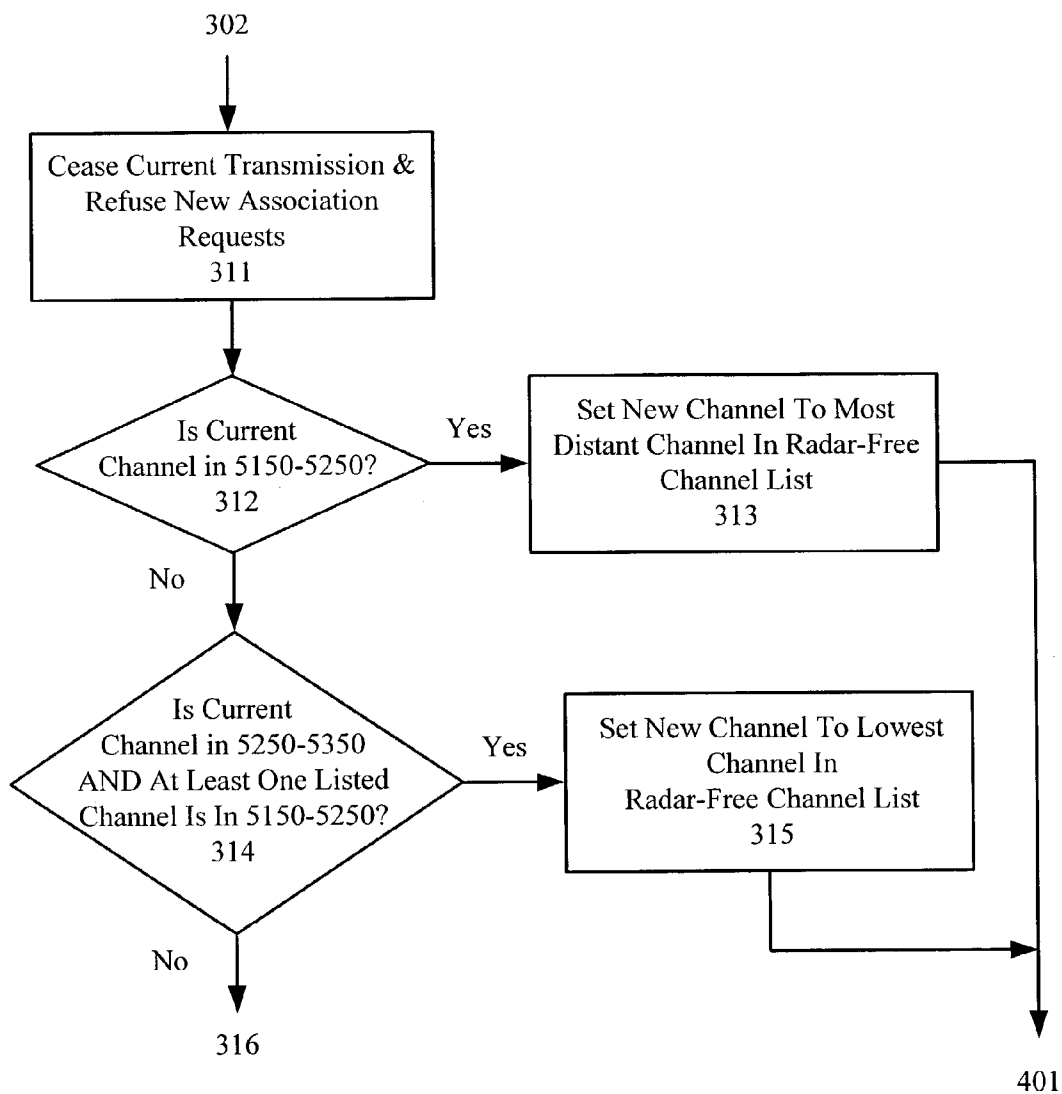 302
Cease Current Transmission &
Refuse New Association
Requests
311
Is Current
Channel in 5150-5250?
312
Yes
Set New Channel To Most
Distant Channel In Radar-Free
Channel List
313
No
Is Current
Channel in 5250-5350
AND At Least One Listed
Channel Is In 5150-5250?
314
Yes
Set New Channel To Lowest
Channel In
Radar-Free Channel List
315
No
316
401